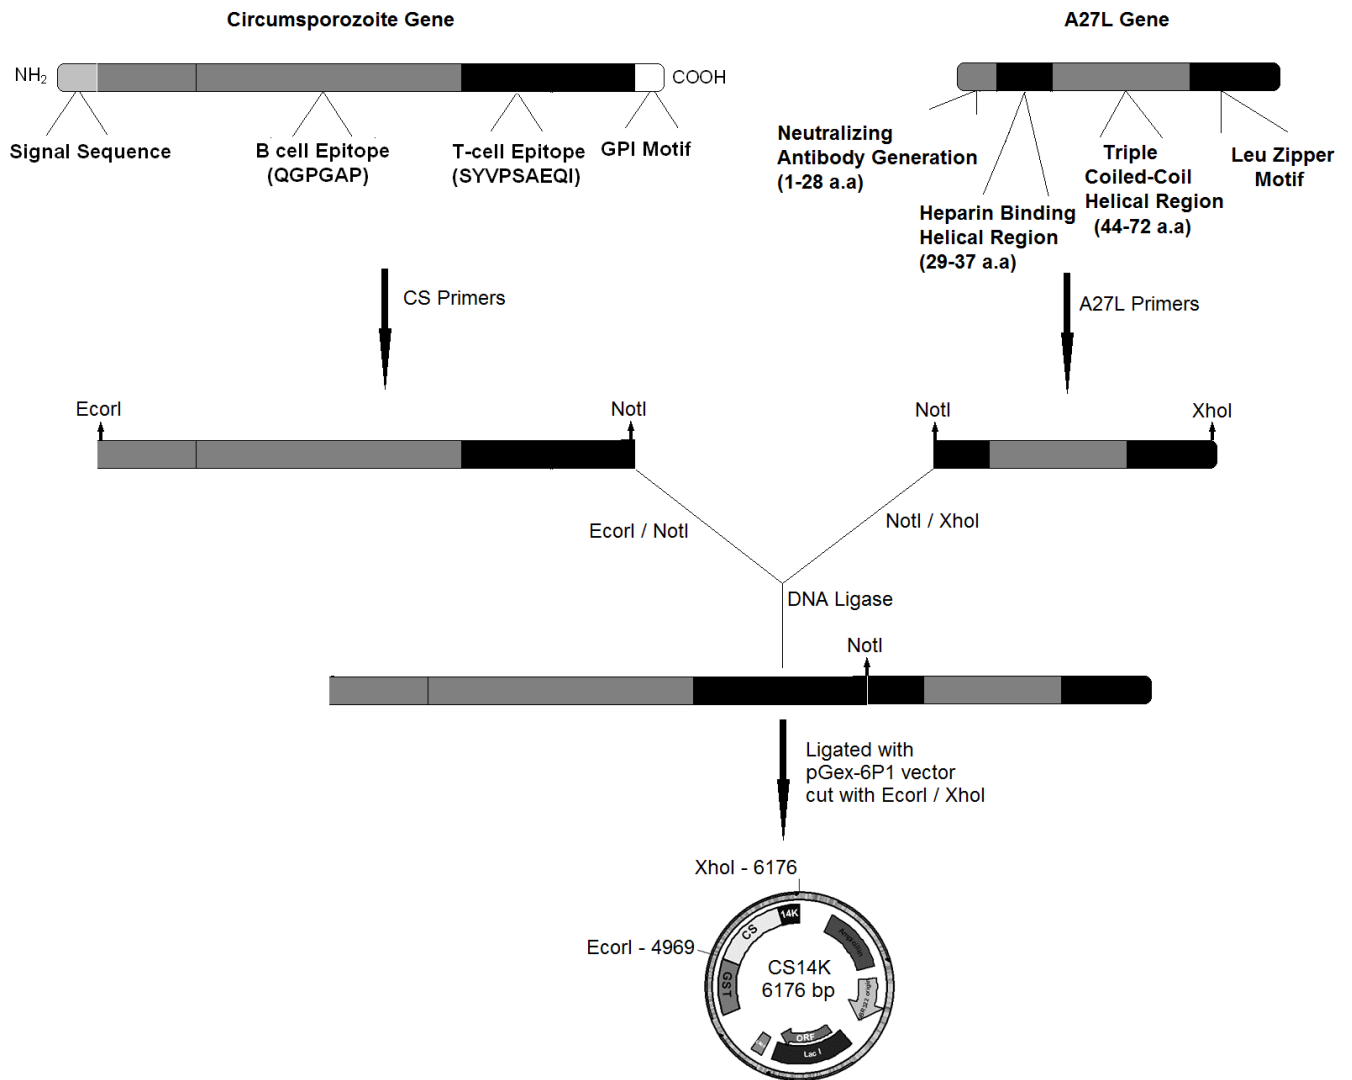 Circumsporozoite Gene
A27L Gene
NH2
COOH
Signal Sequence
B cell Epitope
(QGPGAP)
T-cell Epitope
(SYVPSAEQI)
GPI Motif
Neutralizing
Antibody Generation
(1-28 a.a)
Heparin Binding
Helical Region
(29-37 a.a)
Triple
Coiled-Coil
Helical Region
(44-72 a.a)
Leu Zipper
Motif
CS Primers
A27L Primers
EcorI
NotI
NotI
XhoI
EcorI / NotI
NotI / XhoI
DNA Ligase
NotI
Ligated with
pGex-6P1 vector
cut with EcorI / XhoI
XhoI - 6176
EcorI - 4969
14K
CS
GST
CS14K
6176 bp
ORF
Lac I